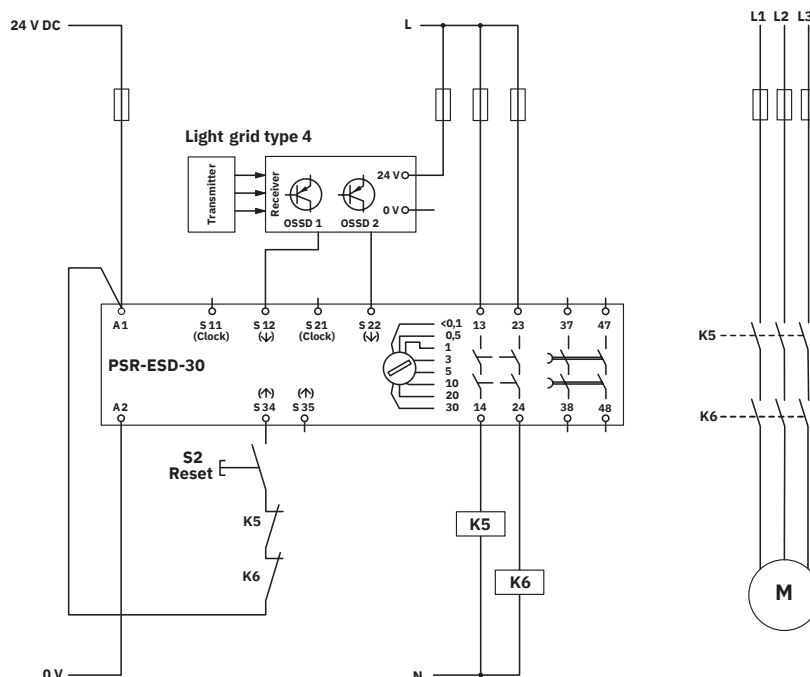 24 V DC
L
L1 L2 L3
Light grid type 4
Transmitter
Receiver
24 V
0 V
OSSD 1
OSSD 2
A1
S11
(Clock)
S12
(↓)
S21
(Clock)
S22
(↓)
<0,1
0,5
1
3
5
10
20
30
13
23
37
47
PSR-ESD-30
A2
(↑)
S34
(↑)
S35
14
24
38
48
K5
K6
S2
Reset
K5
K6
K5
K6
M
0 V
N